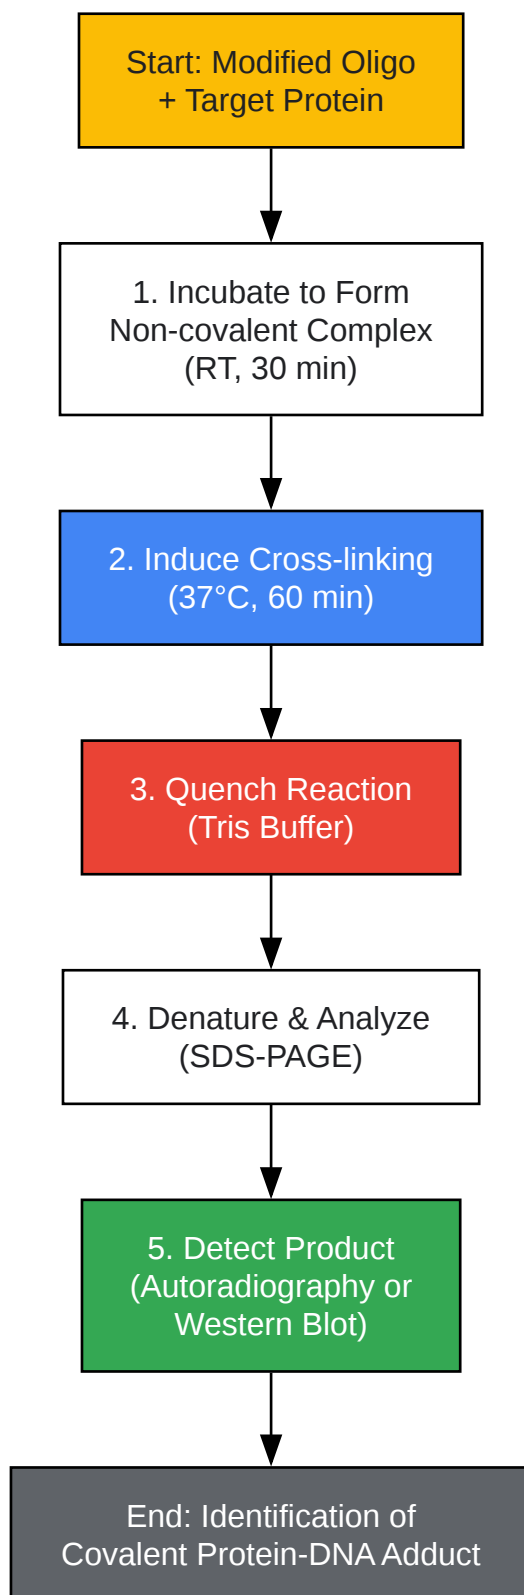 Start: Modified Oligo
+ Target Protein
1. Incubate to Form
Non-covalent Complex
(RT, 30 min)
2. Induce Cross-linking
(37°C, 60 min)
3. Quench Reaction
(Tris Buffer)
4. Denature & Analyze
(SDS-PAGE)
5. Detect Product
(Autoradiography or
Western Blot)
End: Identification of
Covalent Protein-DNA Adduct